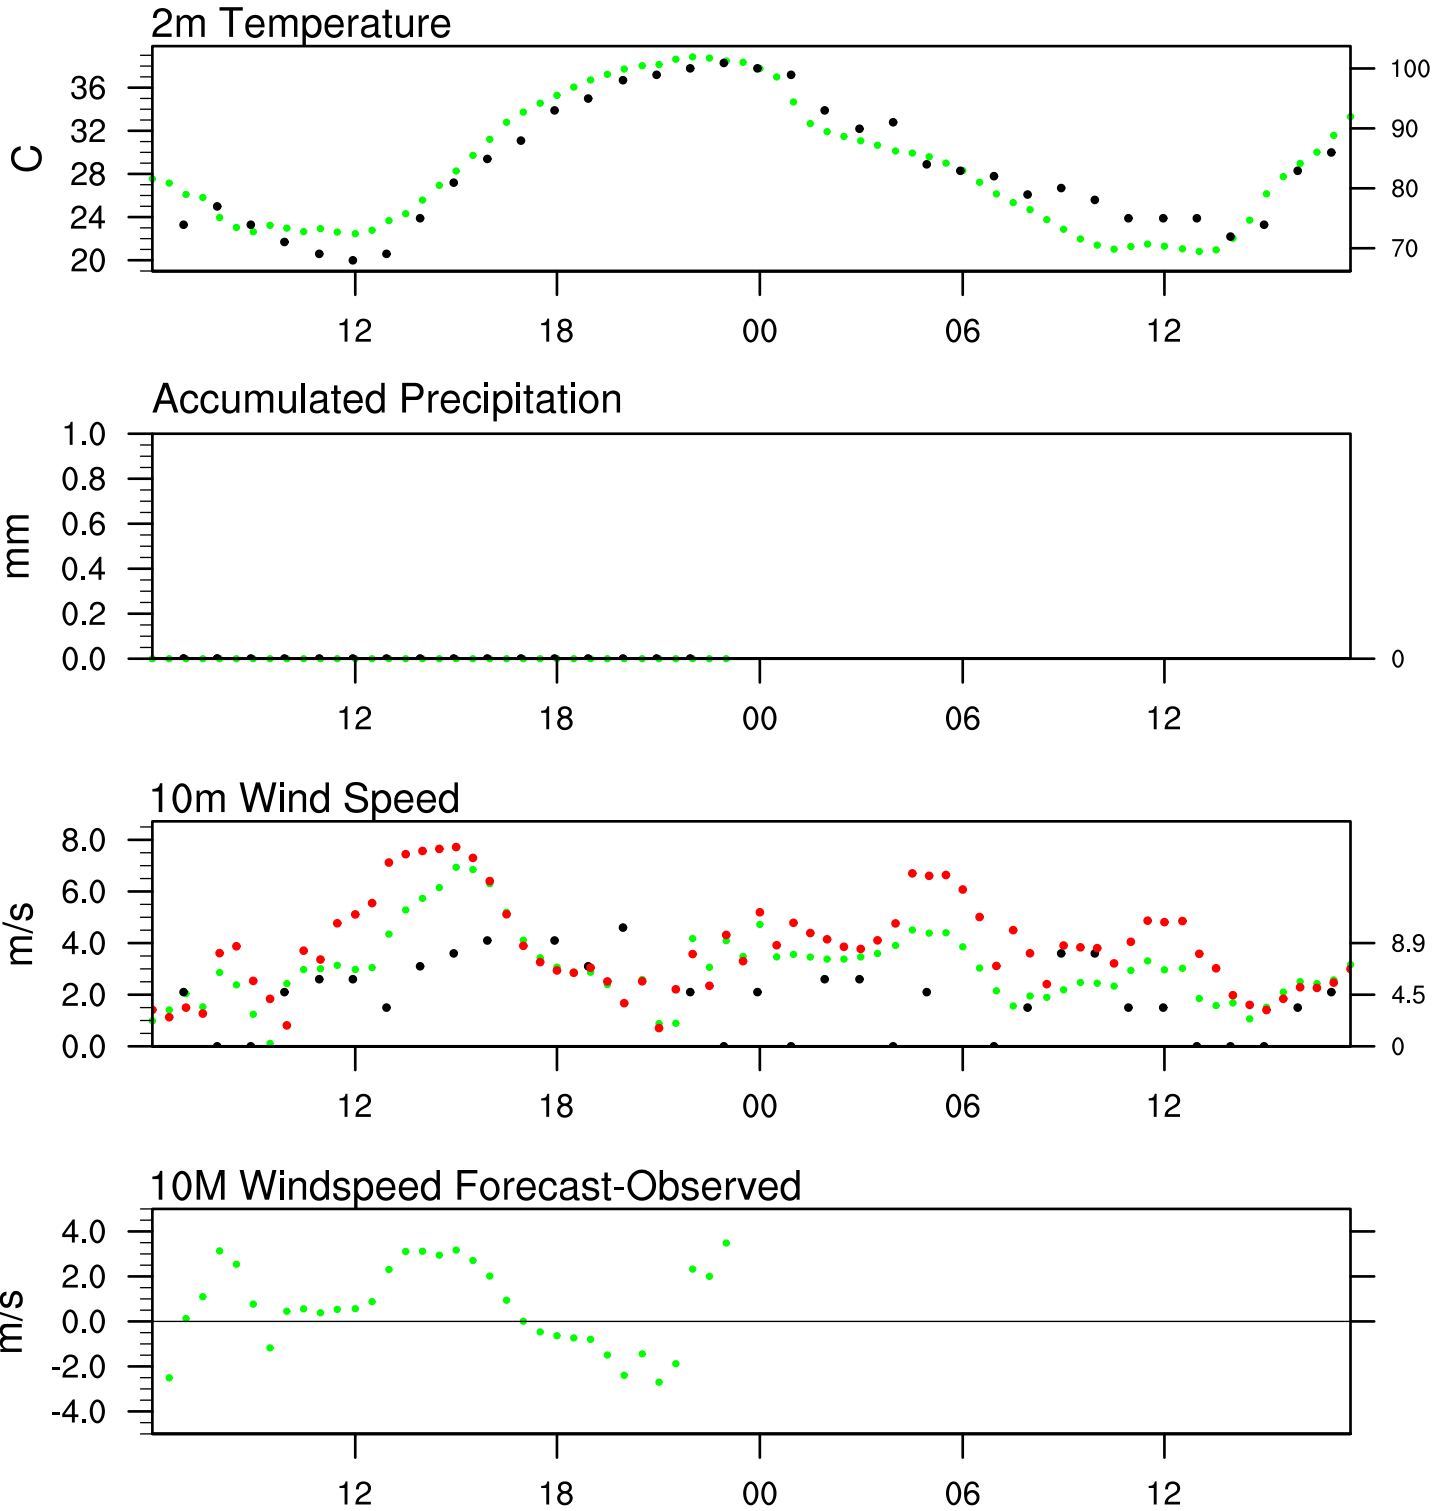 2m Temperature
36 100
32 90
C
28 80
24
20 70
12 18 00 06 12
Accumulated Precipitation
1.0
0.8
0.6
mm
0.4
0.2
0.0 0
12 18 00 06 12
10m Wind Speed
8.0
6.0
m/s
4.0 8.9
2.0 4.5
0.0 0
12 18 00 06 12
10M Windspeed Forecast-Observed
4.0
2.0
m/s
0.0
-2.0
-4.0
12 18 00 06 12